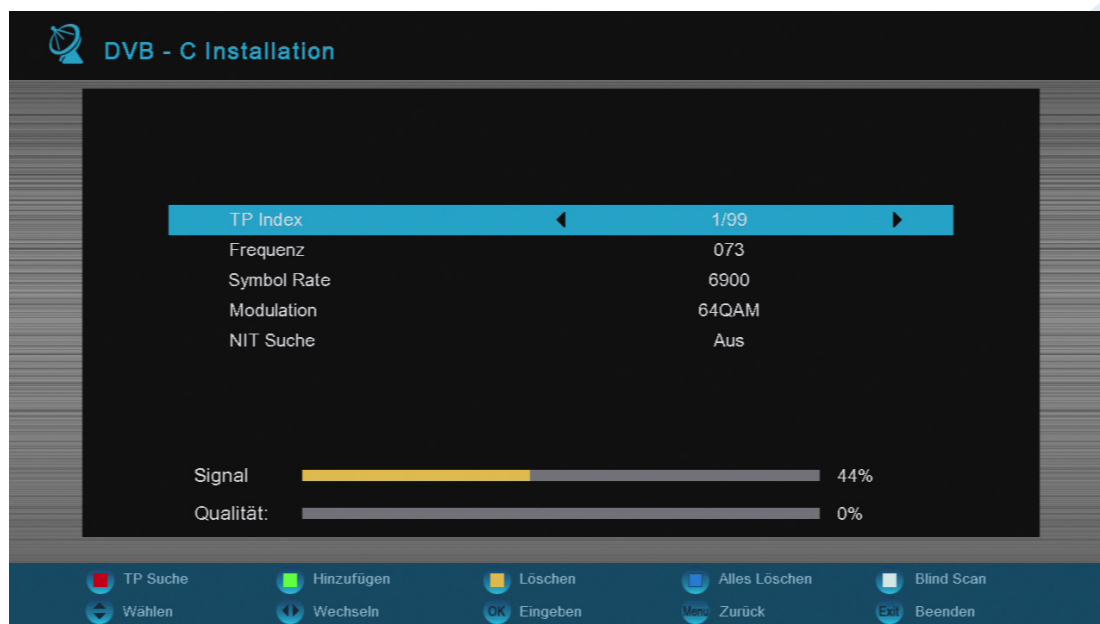 DVB - C Installation
TP Index 1/99
Frequenz 073
Symbol Rate 6900
Modulation 64QAM
NIT Suche Aus
Signal 44%
Qualität: 0%
TP Suche Hinzufügen Löschen Alles Löschen Blind Scan
Wählen Wechseln OK Eingeben Menu Zurück Exit Beenden